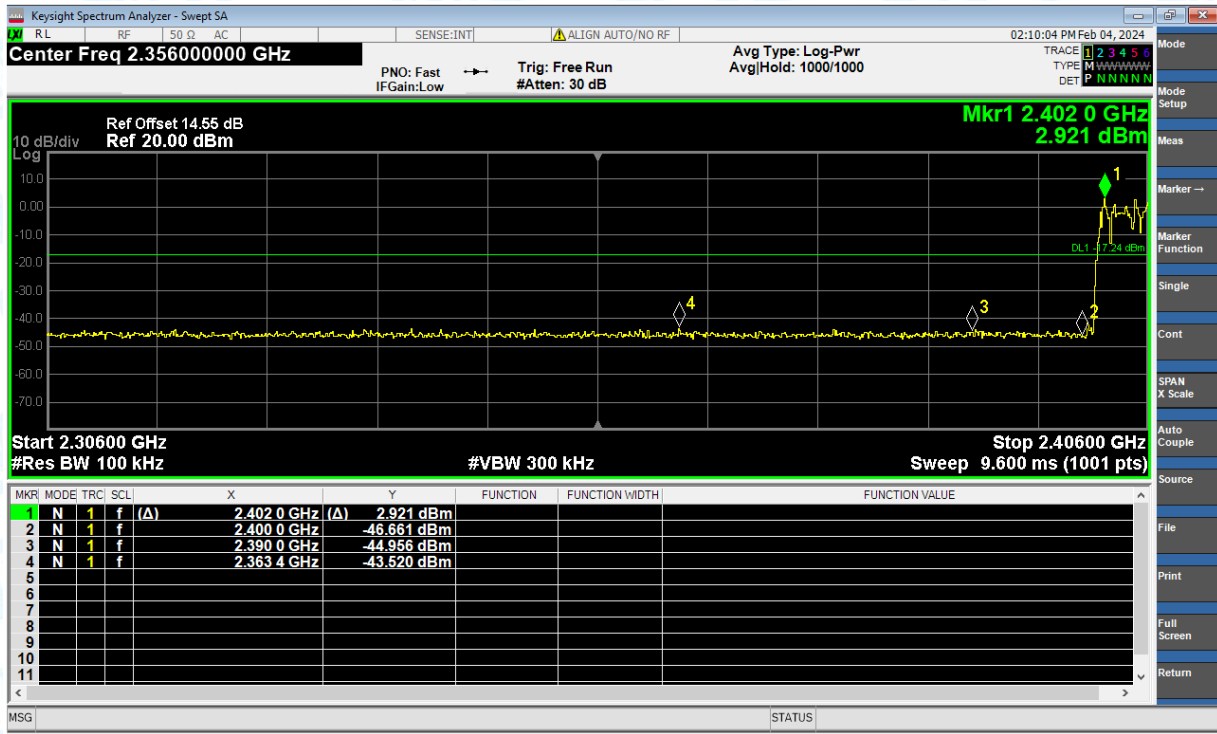 Keysight Spectrum Analyzer - Swept SA
LXI RL RF 50 Ω AC SENSE:INT ALIGN AUTO/NO RF 02:10:04 PM Feb 04, 2024
Center Freq 2.356000000 GHz
PNO: Fast
IFGain:Low
Trig: Free Run
#Atten: 30 dB
Avg Type: Log-Pwr
Avg|Hold: 1000/1000
TRACE 1 2 3 4 5 6
TYPE M WWWWW
DET P N N N N N
Mkr1 2.402 0 GHz
2.921 dBm
Ref Offset 14.55 dB
10 dB/div Ref 20.00 dBm
Log
10.0
0.00
-10.0
-20.0
-30.0
-40.0
-50.0
-60.0
-70.0
1
DL1 -17.24 dBm
4
3
2
Start 2.30600 GHz Stop 2.40600 GHz
#Res BW 100 kHz #VBW 300 kHz Sweep 9.600 ms (1001 pts)
MKR MODE TRC SCL X Y FUNCTION FUNCTION WIDTH FUNCTION VALUE
1 N 1 f (Δ) 2.402 0 GHz (Δ) 2.921 dBm
2 N 1 f 2.400 0 GHz -46.661 dBm
3 N 1 f 2.390 0 GHz -44.956 dBm
4 N 1 f 2.363 4 GHz -43.520 dBm
5
6
7
8
9
10
11
MSG STATUS
Mode
Mode
Setup
Meas
Marker →
Marker
Function
Single
Cont
SPAN
X Scale
Auto
Couple
Source
File
Print
Full
Screen
Return